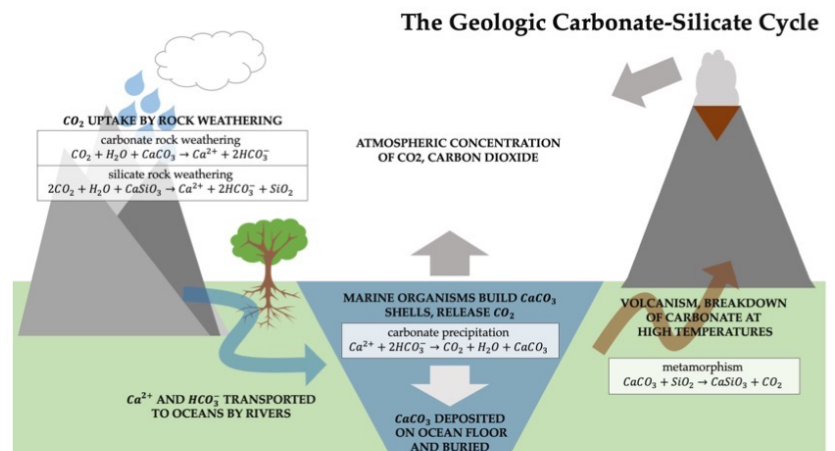 The Geologic Carbonate-Silicate Cycle
CO₂ UPTAKE BY ROCK WEATHERING
carbonate rock weathering
CO₂ + H₂O + CaCO₃ → Ca²⁺ + 2HCO₃⁻
silicate rock weathering
2CO₂ + H₂O + CaSiO₃ → Ca²⁺ + 2HCO₃⁻ + SiO₂
ATMOSPHERIC CONCENTRATION
OF CO2, CARBON DIOXIDE
MARINE ORGANISMS BUILD CaCO₃
SHELLS, RELEASE CO₂
carbonate precipitation
Ca²⁺ + 2HCO₃⁻ → CO₂ + H₂O + CaCO₃
VOLCANISM, BREAKDOWN
OF CARBONATE AT
HIGH TEMPERATURES
metamorphism
CaCO₃ + SiO₂ → CaSiO₃ + CO₂
Ca²⁺ AND HCO₃⁻ TRANSPORTED
TO OCEANS BY RIVERS
CaCO₃ DEPOSITED
ON OCEAN FLOOR
AND BURIED